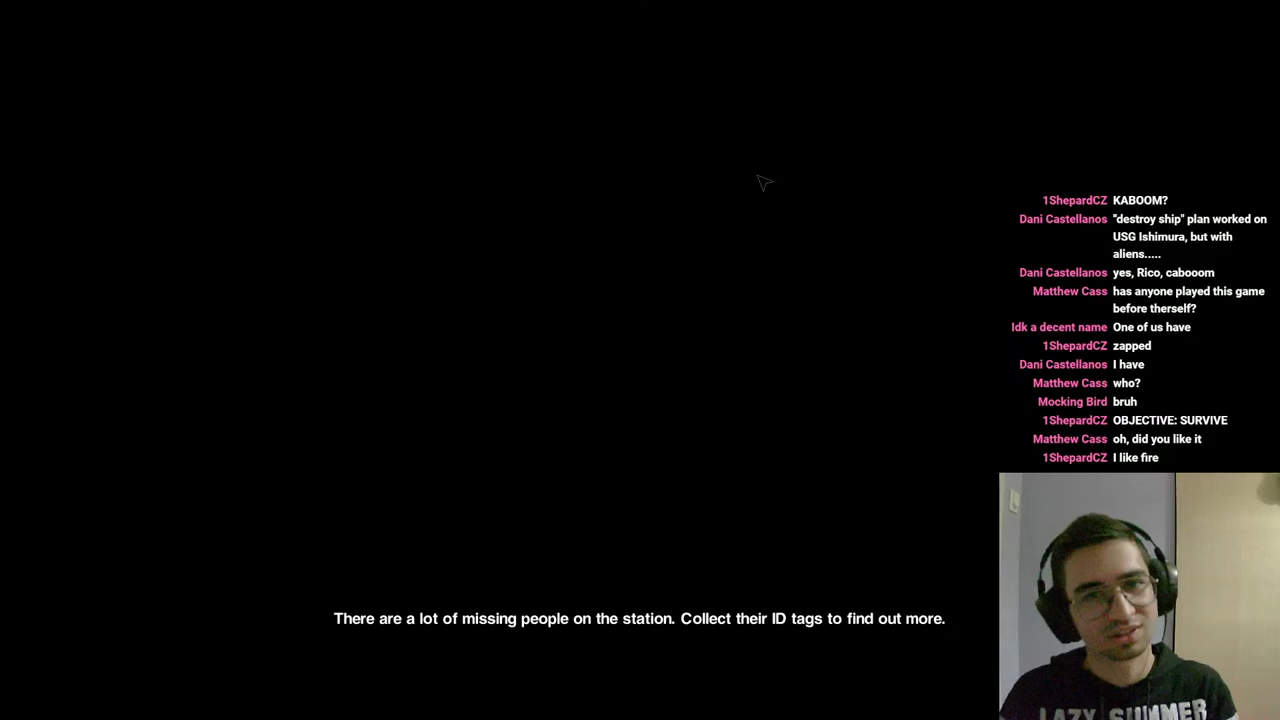 1ShepardCZ KABOOM?
Dani Castellanos "destroy ship" plan worked on
USG Ishimura, but with
aliens.....
Dani Castellanos yes, Rico, cabooom
Matthew Cass has anyone played this game
before therself?
Idk a decent name One of us have
1ShepardCZ zapped
Dani Castellanos I have
Matthew Cass who?
Mocking Bird bruh
1ShepardCZ OBJECTIVE: SURVIVE
Matthew Cass oh, did you like it
1ShepardCZ I like fire
There are a lot of missing people on the station. Collect their ID tags to find out more.
LAZY SUMMER